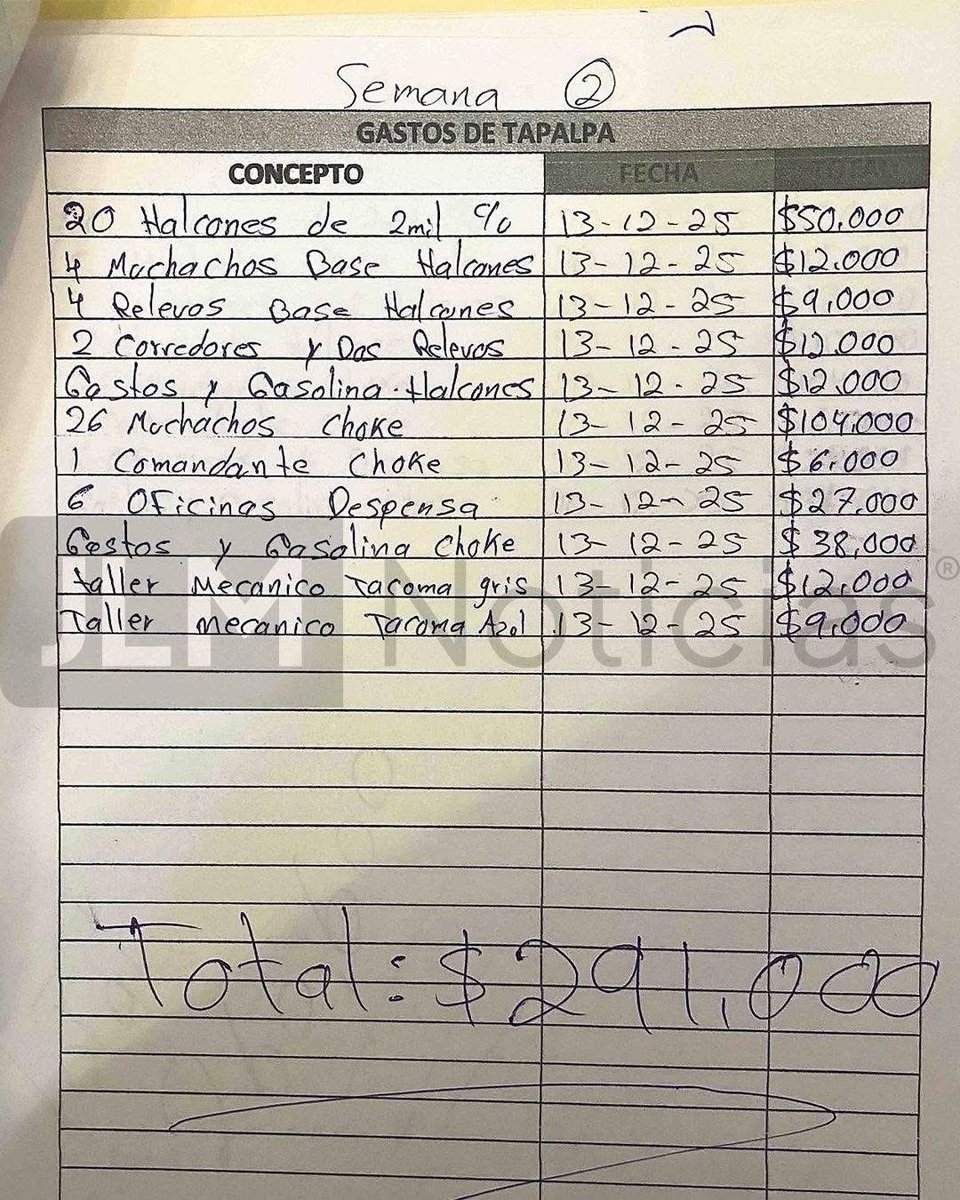 Semana 2
GASTOS DE TAPALPA
CONCEPTO FECHA TOTAL
20 Halcones de 2mil % 13-12-25 $50.000
4 Muchachos Base Halcones 13-12-25 $12.000
4 Relevos Base Halcones 13-12-25 $9,000
2 Corredores y Dos Relevos 13-12-25 $12.000
Gastos y Gasolina Halcones 13-12-25 $12.000
26 Muchachos Choke 13-12-25 $104,000
1 Comandante Choke 13-12-25 $6.000
6 Oficinas Despensa 13-12-25 $27.000
Gastos y Gasolina Choke 13-12-25 $38,000
taller Mecanico Tacoma gris 13-12-25 $12,000
Taller mecanico Tacoma Azul 13-12-25 $9,000
JLM Noticias®
Total: $291,000